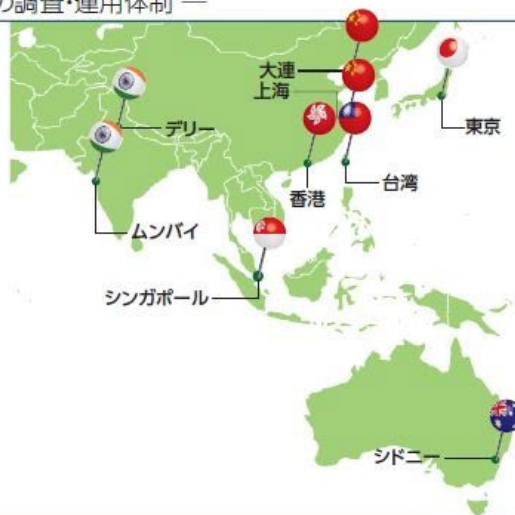 の調査・運用体制 ―
大連
上海
デリー
東京
香港
台湾
ムンバイ
シンガポール
シドニー